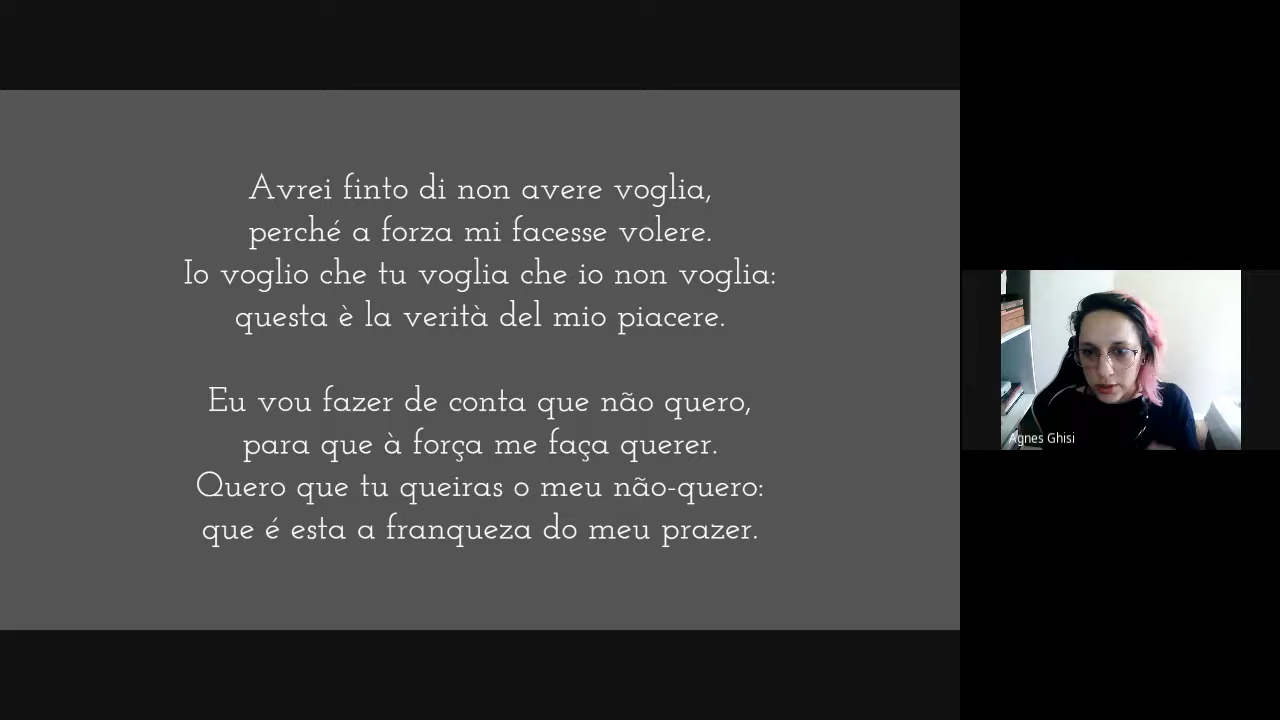 Avrei finto di non avere voglia,
perché a forza mi facesse volere.
Io voglio che tu voglia che io non voglia:
questa è la verità del mio piacere.
Eu vou fazer de conta que não quero,
para que à força me faça querer.
Quero que tu queiras o meu não-quero:
que é esta a franqueza do meu prazer.
Agnes Ghisi